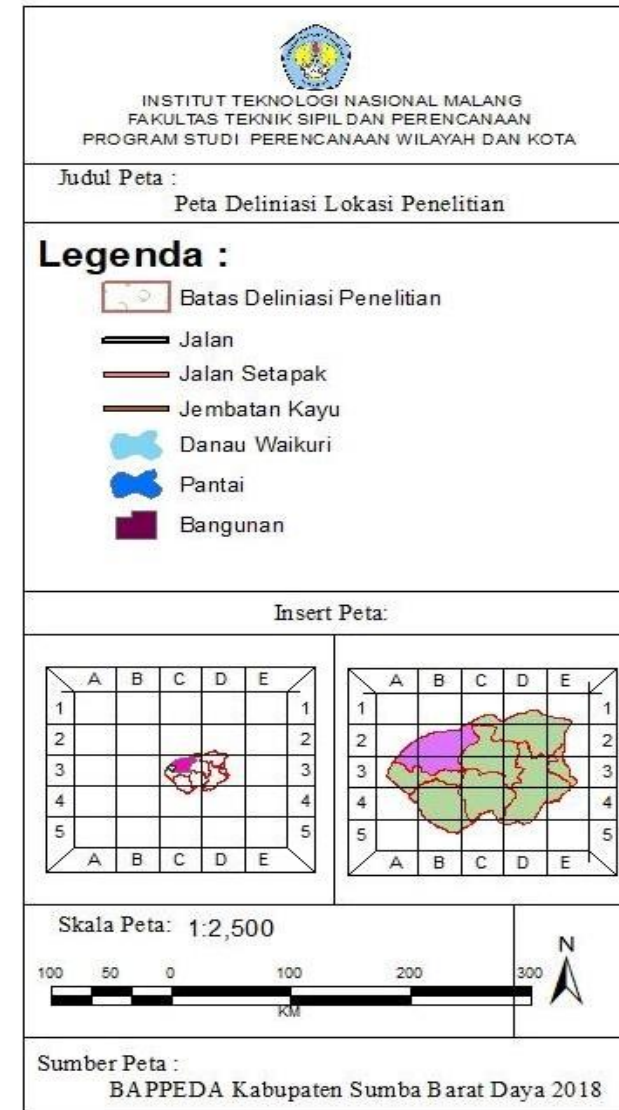 INSTITUT TEKNOLOGI NASIONAL MALANG
FAKULTAS TEKNIK SIPIL DAN PERENCANAAN
PROGRAM STUDI PERENCANAAN WILAYAH DAN KOTA
Judul Peta :
Peta Deliniasi Lokasi Penelitian
Legenda :
Batas Deliniasi Penelitian
Jalan
Jalan Setapak
Jembatan Kayu
Danau Waikuri
Pantai
Bangunan
Insert Peta:
A B C D E
1 1
2 2
3 3
4 4
5 5
A B C D E
A B C D E
1 1
2 2
3 3
4 4
5 5
A B C D E
Skala Peta: 1:2,500
N
100 50 0 100 200 300
KM
Sumber Peta :
BAPPEDA Kabupaten Sumba Barat Daya 2018